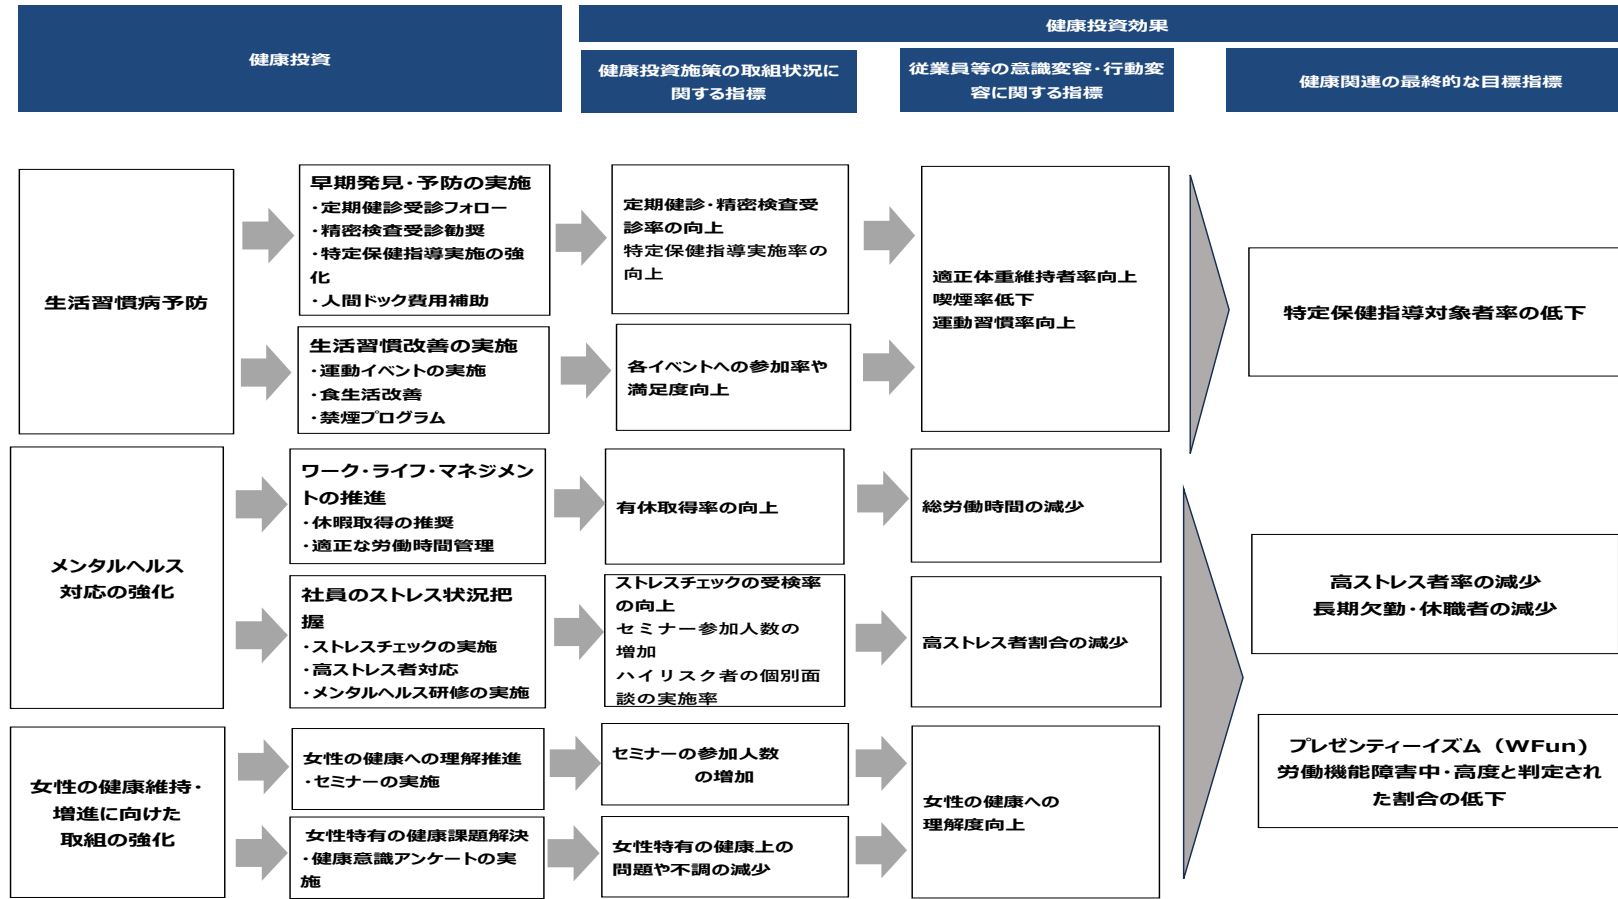 健康投資
健康投資効果
健康投資施策の取組状況に
関する指標
従業員等の意識変容・行動変
容に関する指標
健康関連の最終的な目標指標
生活習慣病予防
早期発見・予防の実施
・定期健診受診フォロー
・精密検査受診勧奨
・特定保健指導実施の強
化
・人間ドック費用補助
定期健診・精密検査受
診率の向上
特定保健指導実施率の
向上
生活習慣改善の実施
・運動イベントの実施
・食生活改善
・禁煙プログラム
各イベントへの参加率や
満足度向上
適正体重維持者率向上
喫煙率低下
運動習慣率向上
特定保健指導対象者率の低下
メンタルヘルス
対応の強化
ワーク・ライフ・マネジメン
トの推進
・休暇取得の推奨
・適正な労働時間管理
有休取得率の向上
総労働時間の減少
社員のストレス状況把
握
・ストレスチェックの実施
・高ストレス者対応
・メンタルヘルス研修の実施
ストレスチェックの受検率
の向上
セミナー参加人数の
増加
ハイリスク者の個別面
談の実施率
高ストレス者割合の減少
高ストレス者率の減少
長期欠勤・休職者の減少
女性の健康維持・
増進に向けた
取組の強化
女性の健康への理解推進
・セミナーの実施
セミナーの参加人数
の増加
女性特有の健康課題解決
・健康意識アンケートの実
施
女性特有の健康上の
問題や不調の減少
女性の健康への
理解度向上
プレゼンティーイズム（WFun）
労働機能障害中・高度と判定され
た割合の低下